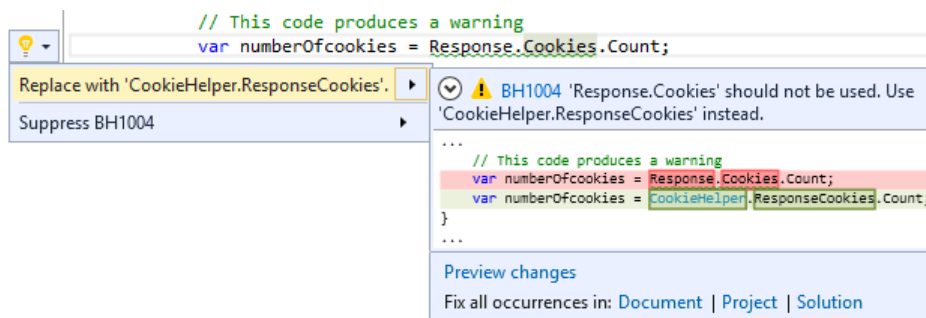 // This code produces a warning
var numberOfcookies = Response.Cookies.Count;
Replace with 'CookieHelper.ResponseCookies'.
Suppress BH1004
BH1004 'Response.Cookies' should not be used. Use
'CookieHelper.ResponseCookies' instead.
...
// This code produces a warning
var numberOfcookies = Response.Cookies.Count;
var numberOfcookies = CookieHelper.ResponseCookies.Count;
}
...
Preview changes
Fix all occurrences in: Document | Project | Solution